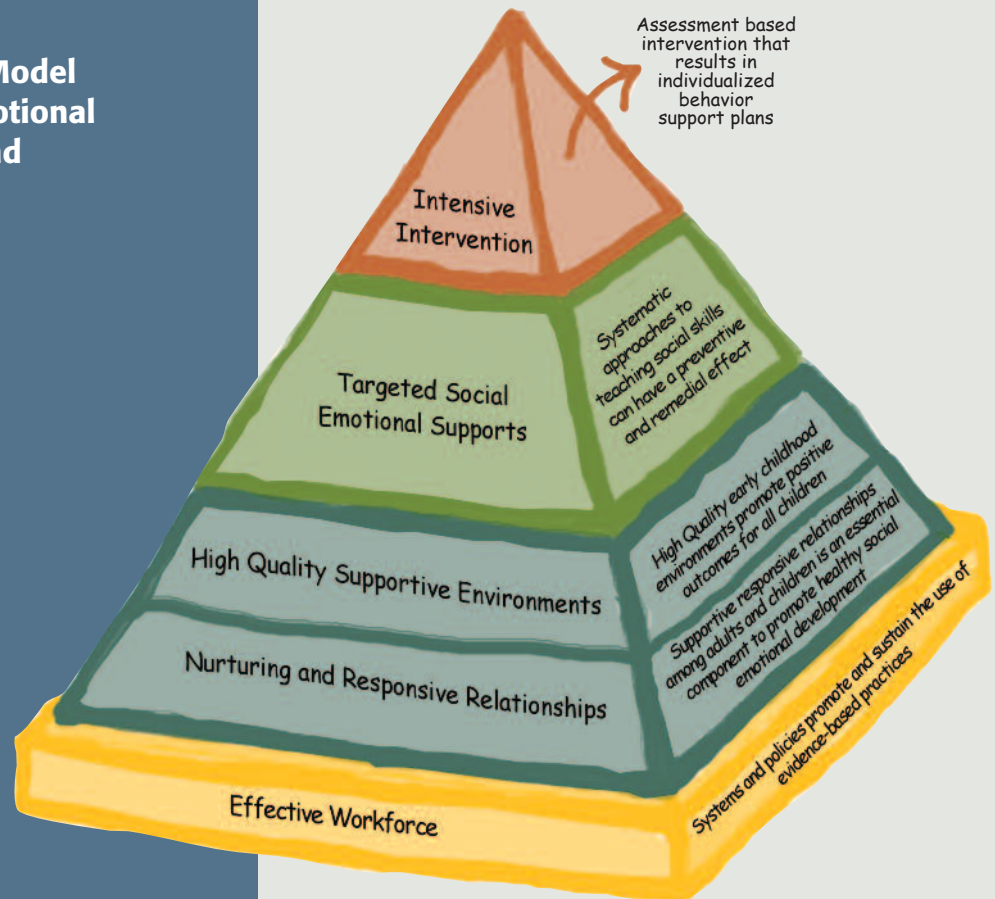 Model
otional
nd
Assessment based
intervention that
results in
individualized
behavior
support plans
Intensive
Intervention
Systematic
approaches to
teaching social skills
can have a preventive
and remedial effect
Targeted Social
Emotional Supports
High Quality early childhood
environments promote positive
outcomes for all children
High Quality Supportive Environments
Supportive responsive relationships
among adults and children is an essential
component to promote healthy social
emotional development
Nurturing and Responsive Relationships
Systems and policies promote and sustain the use of
evidence-based practices
Effective Workforce